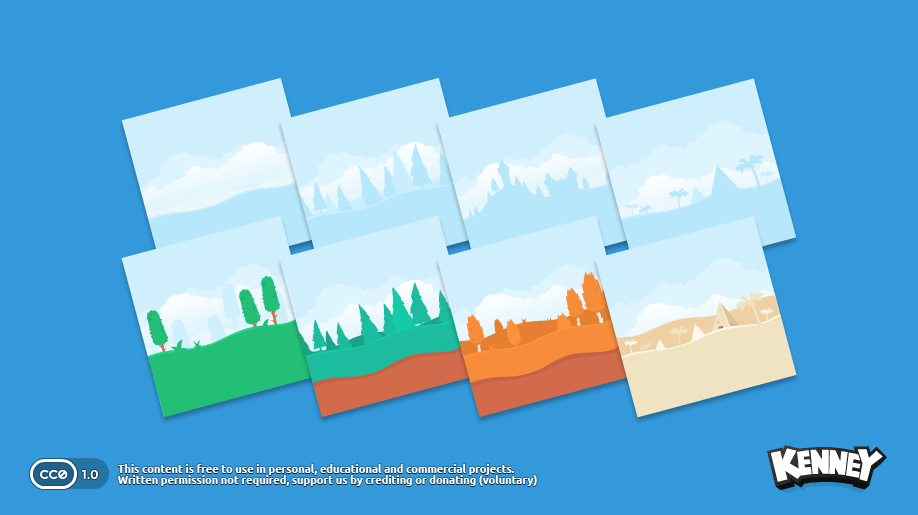 CC0 1.0
This content is free to use in personal, educational and commercial projects.
Written permission not required, support us by crediting or donating (voluntary)
KENNEY